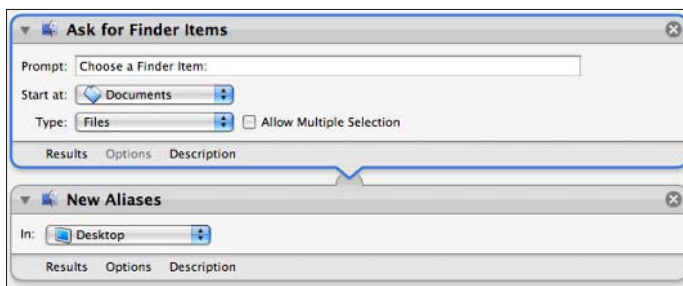 Ask for Finder Items
Prompt: Choose a Finder Item:
Start at: Documents
Type: Files Allow Multiple Selection
Results Options Description
New Aliases
In: Desktop
Results Options Description